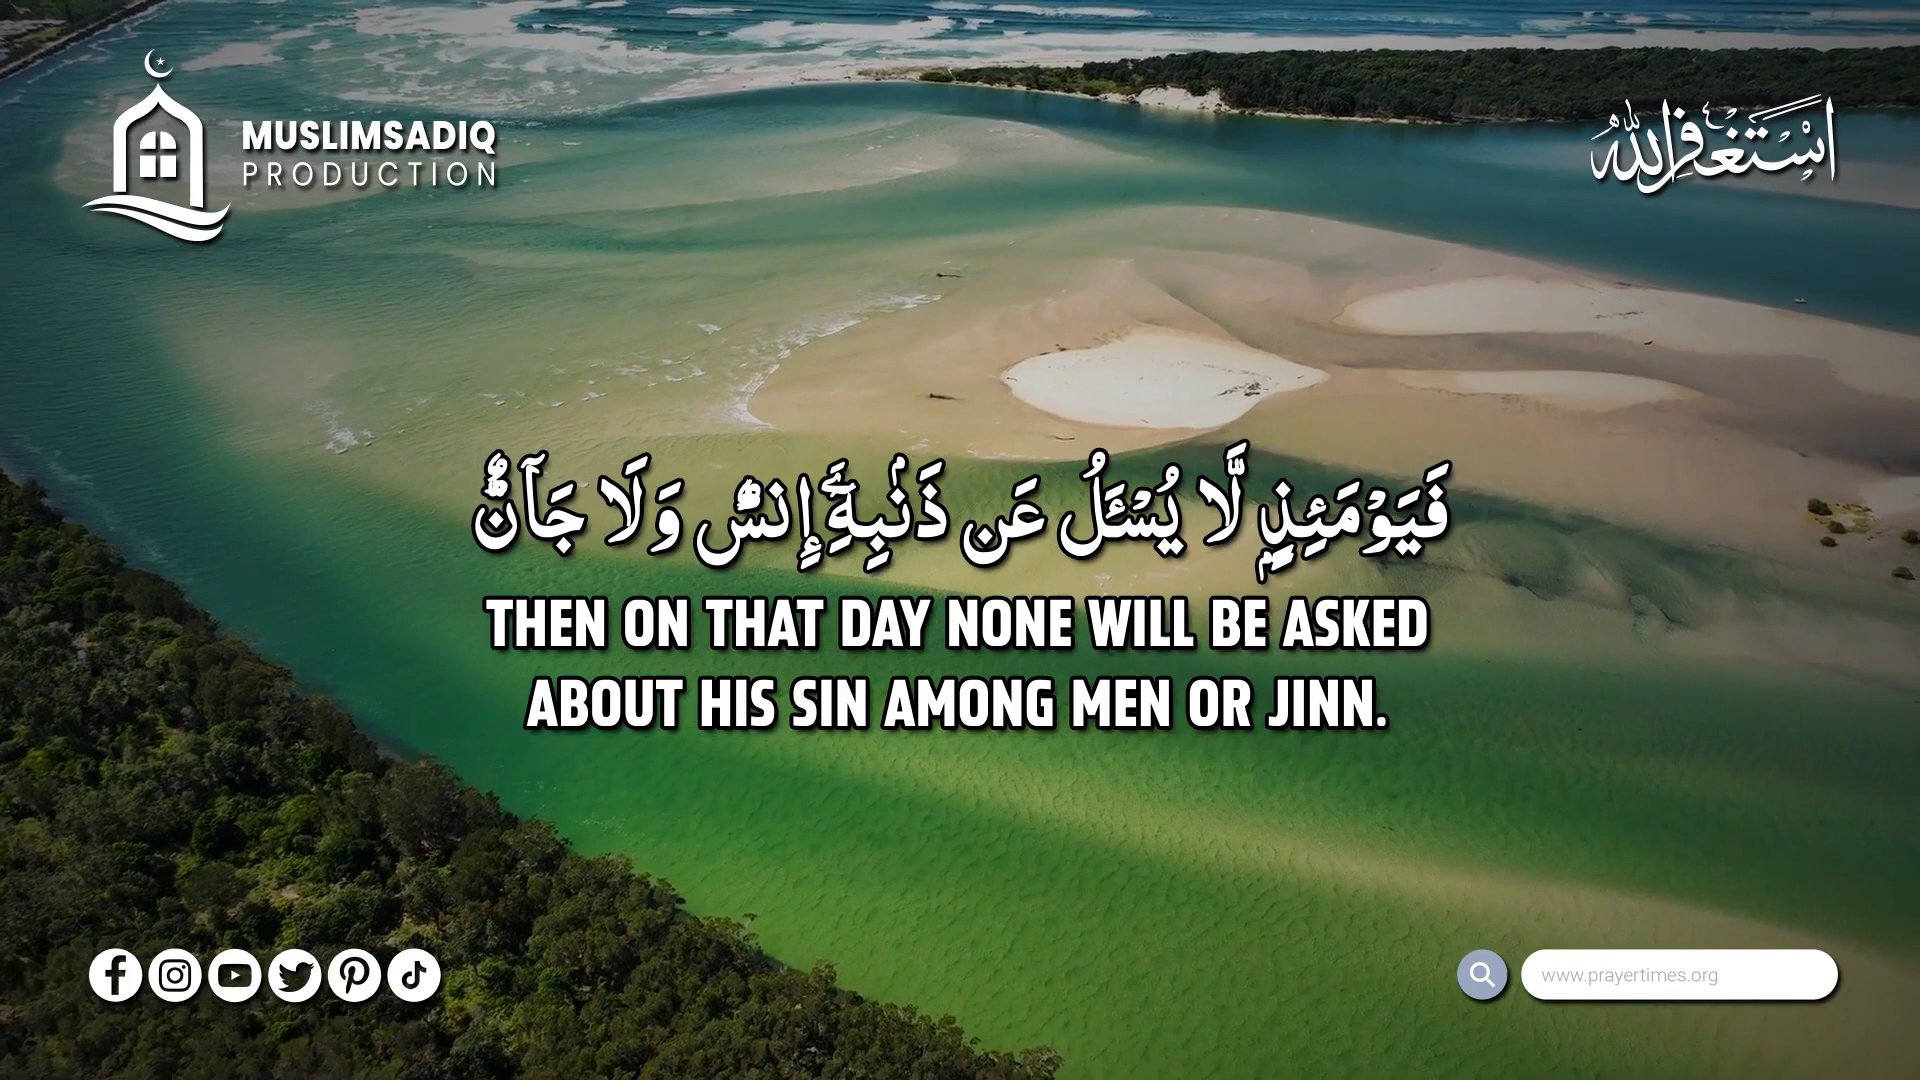 MUSLIMSADIQ
PRODUCTION
استغفرالله
فَيَوْمَئِذٍ لَّا يُسْـَٔلُ عَن ذَنۢبِهِۦٓ إِنسٌ وَلَا جَآنٌّ
THEN ON THAT DAY NONE WILL BE ASKED
ABOUT HIS SIN AMONG MEN OR JINN.
www.prayertimes.org